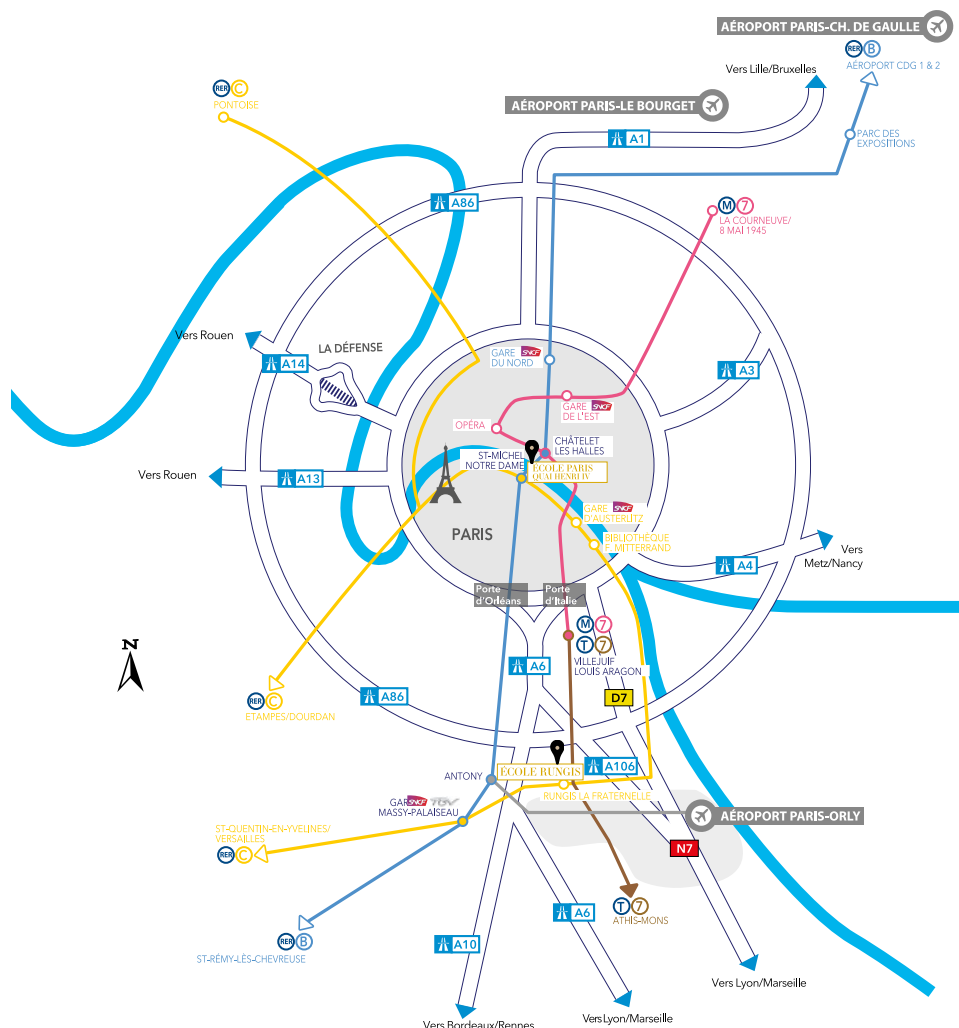 AÉROPORT PARIS-CH. DE GAULLE
RER B
AÉROPORT CDG 1 & 2
Vers Lille/Bruxelles
RER C
PONTOISE
AÉROPORT PARIS-LE BOURGET
A1
PARC DES
EXPOSITIONS
A86
M 7
LA COURNEUVE/
8 MAI 1945
Vers Rouen
LA DÉFENSE
A14
GARE SNCF
DU NORD
A3
GARE SNCF
DE L'EST
OPÉRA
CHÂTELET
LES HALLES
ST-MICHEL
NOTRE DAME
ÉCOLE PARIS
QUAI HENRI IV
Vers Rouen
A13
GARE SNCF
D'AUSTERLITZ
PARIS
BIBLIOTHÈQUE
F. MITTERRAND
Vers
Metz/Nancy
A4
Porte
d'Orléans
Porte
d'Italie
M 7
T 7
VILLEJUIF
LOUIS ARAGON
N
A6
A86
D7
RER C
ETAMPES/DOURDAN
ÉCOLE RUNGIS
A106
ANTONY
RUNGIS LA FRATERNELLE
GARE SNCF TGV
MASSY-PALAISEAU
AÉROPORT PARIS-ORLY
ST-QUENTIN-EN-YVELINES/
VERSAILLES
RER C
N7
T 7
ATHIS-MONS
A6
RER B
ST-RÉMY-LÈS-CHEVREUSE
A10
Vers Lyon/Marseille
Vers Lyon/Marseille
Vers Bordeaux/Rennes